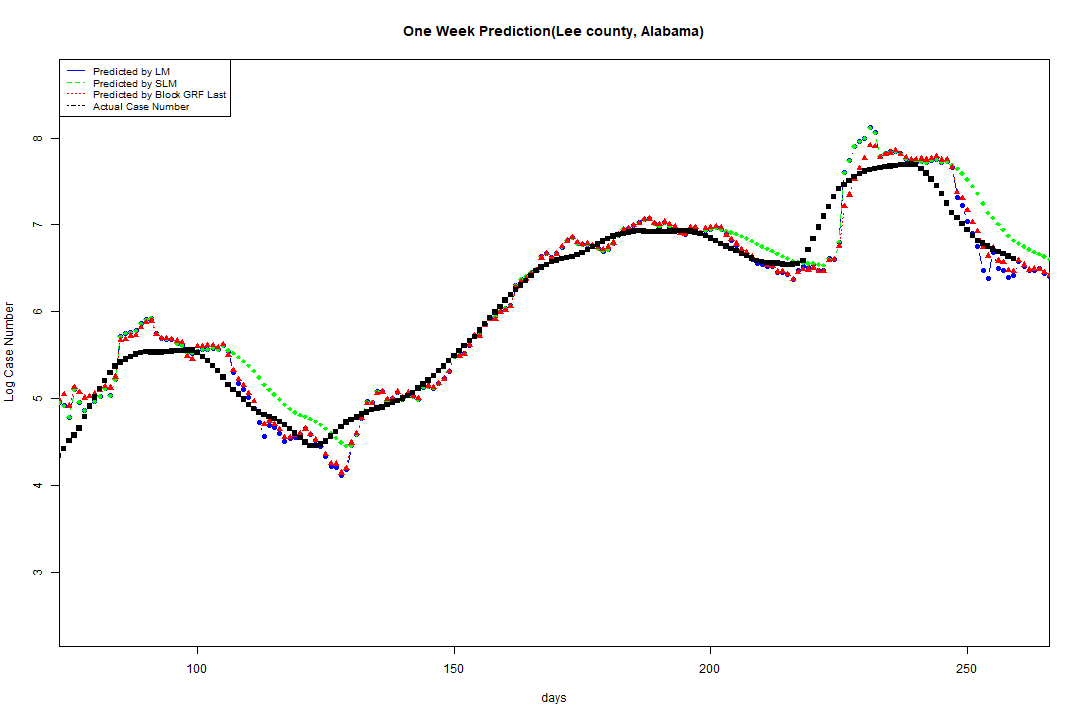 One Week Prediction(Lee county, Alabama)
Predicted by LM
Predicted by SLM
Predicted by Block GRF Last
Actual Case Number
8
7
6
5
4
3
Log Case Number
100 150 200 250
days